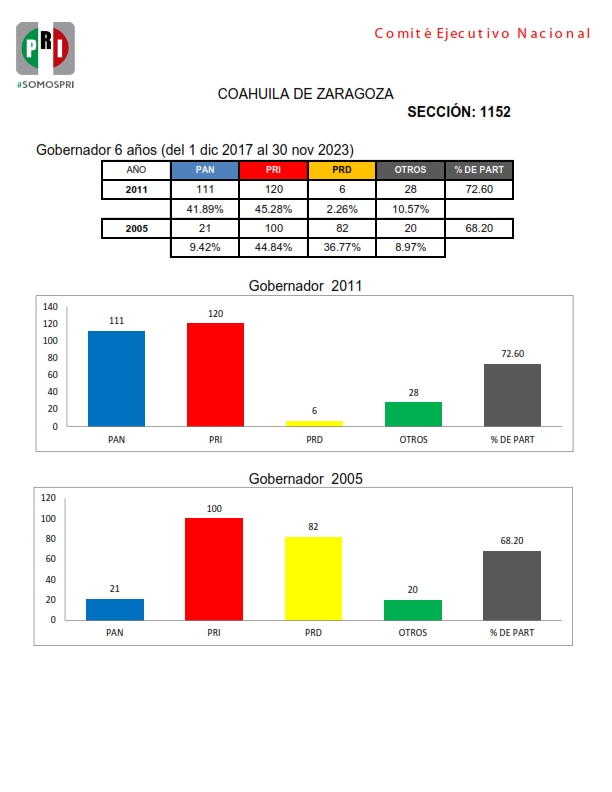 PRI
#SOMOSPRI
Comité Ejecutivo Nacional
COAHUILA DE ZARAGOZA
SECCIÓN: 1152
Gobernador 6 años (del 1 dic 2017 al 30 nov 2023)
AÑO PAN PRI PRD OTROS % DE PART
2011 111 120 6 28 72.60
41.89% 45.28% 2.26% 10.57%
2005 21 100 82 20 68.20
9.42% 44.84% 36.77% 8.97%
Gobernador 2011
140
120
100
80
60
40
20
0
111
120
6
28
72.60
PAN PRI PRD OTROS % DE PART
Gobernador 2005
120
100
80
60
40
20
0
21
100
82
20
68.20
PAN PRI PRD OTROS % DE PART